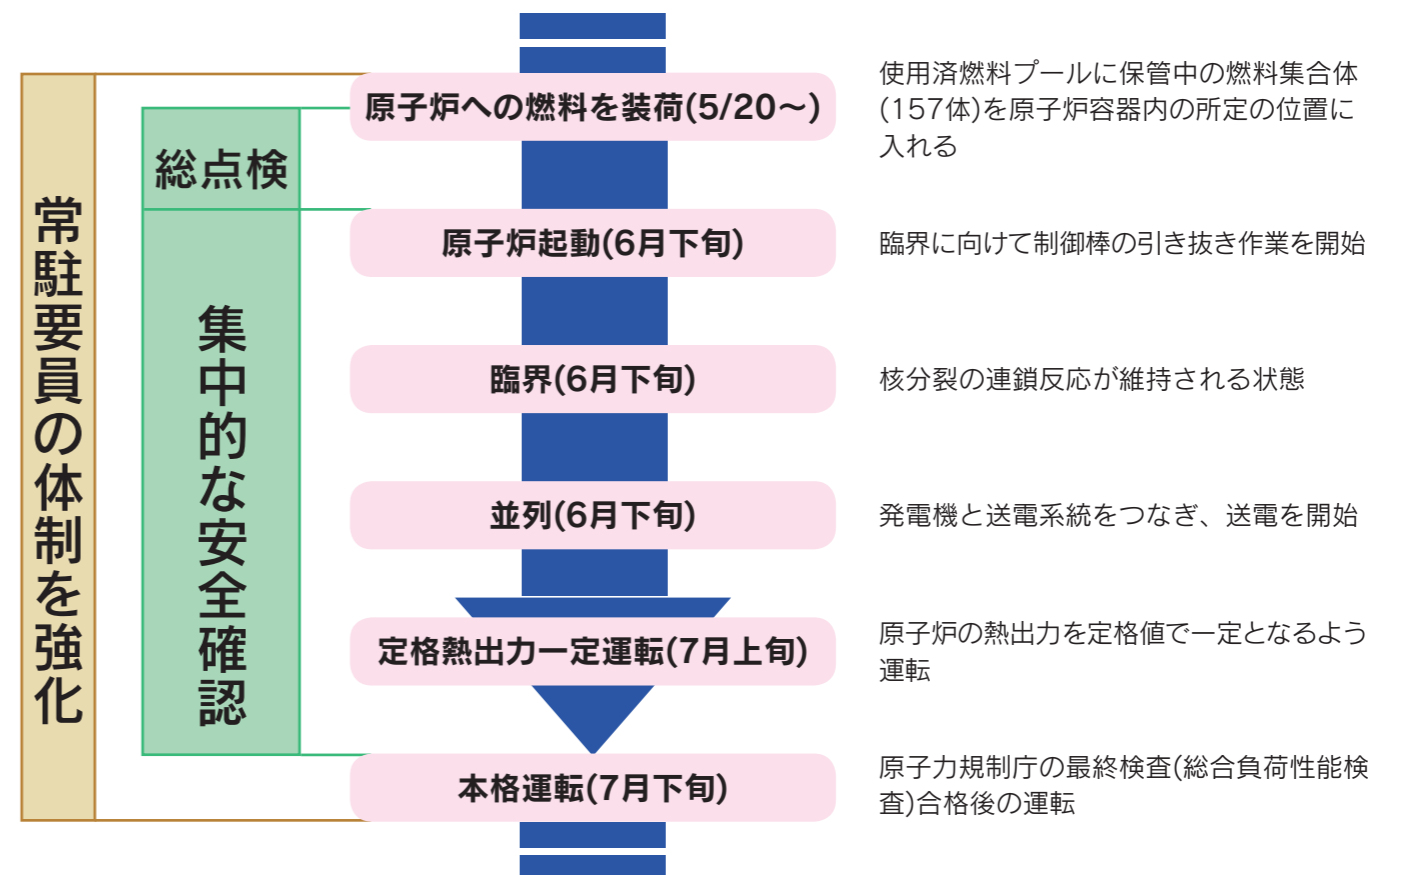 常駐要員の体制を強化
総点検
集中的な安全確認
原子炉への燃料を装荷(5/20～)
使用済燃料プールに保管中の燃料集合体
(157体)を原子炉容器内の所定の位置に
入れる
原子炉起動(6月下旬)
臨界に向けて制御棒の引き抜き作業を開始
臨界(6月下旬)
核分裂の連鎖反応が維持される状態
並列(6月下旬)
発電機と送電系統をつなぎ、送電を開始
定格熱出力一定運転(7月上旬)
原子炉の熱出力を定格値で一定となるよう
運転
本格運転(7月下旬)
原子力規制庁の最終検査(総合負荷性能検
査)合格後の運転